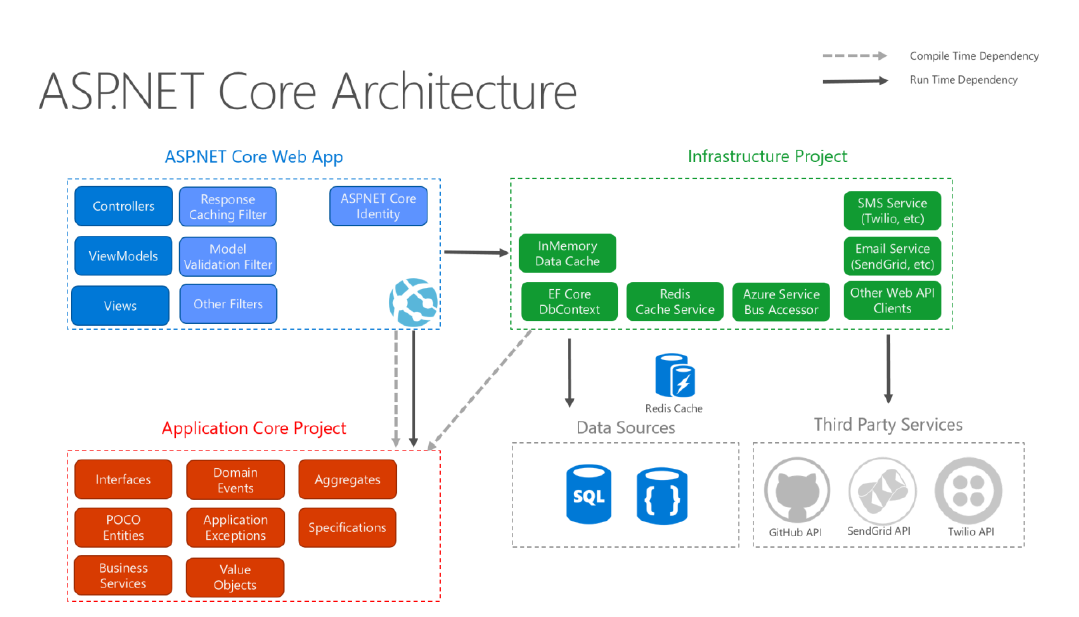 Compile Time Dependency
Run Time Dependency
ASP.NET Core Architecture
ASP.NET Core Web App
Controllers
Response
Caching Filter
ASP.NET Core
Identity
ViewModels
Model
Validation Filter
Views
Other Filters
Infrastructure Project
SMS Service
(Twilio, etc)
InMemory
Data Cache
Email Service
(SendGrid, etc)
EF Core
DbContext
Redis
Cache Service
Azure Service
Bus Accessor
Other Web API
Clients
Redis Cache
Application Core Project
Interfaces
Domain
Events
Aggregates
POCO
Entities
Application
Exceptions
Specifications
Business
Services
Value
Objects
Data Sources
SQL
{ }
Third Party Services
GitHub API
SendGrid API
Twilio API